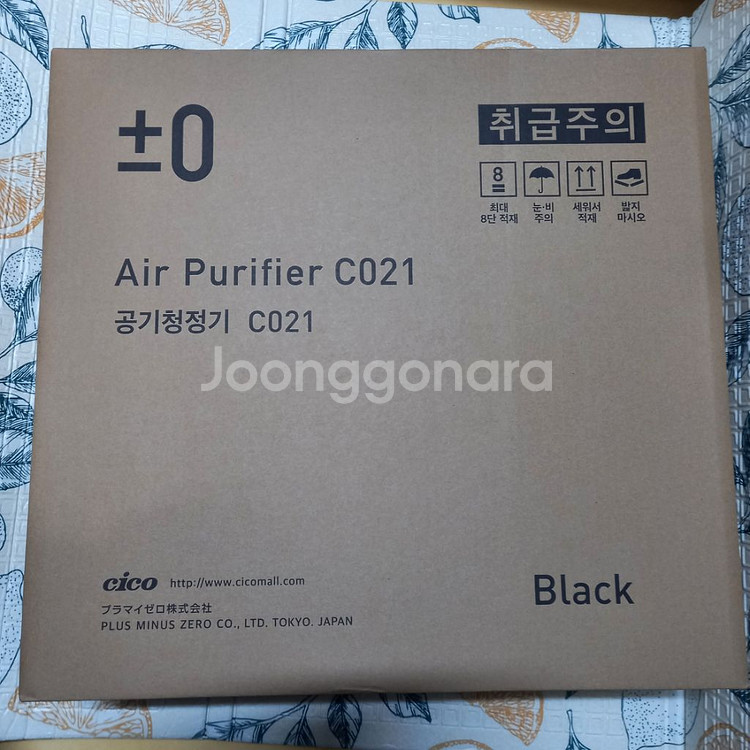 ±0
취급주의
8
최대
8단 적재
눈·비
주의
세워서
적재
밟지
마시오
Air Purifier C021
공기청정기 C021
Joonggonara
cico http://www.cicomall.com
プラマイゼロ株式会社
PLUS MINUS ZERO CO., LTD. TOKYO. JAPAN
Black